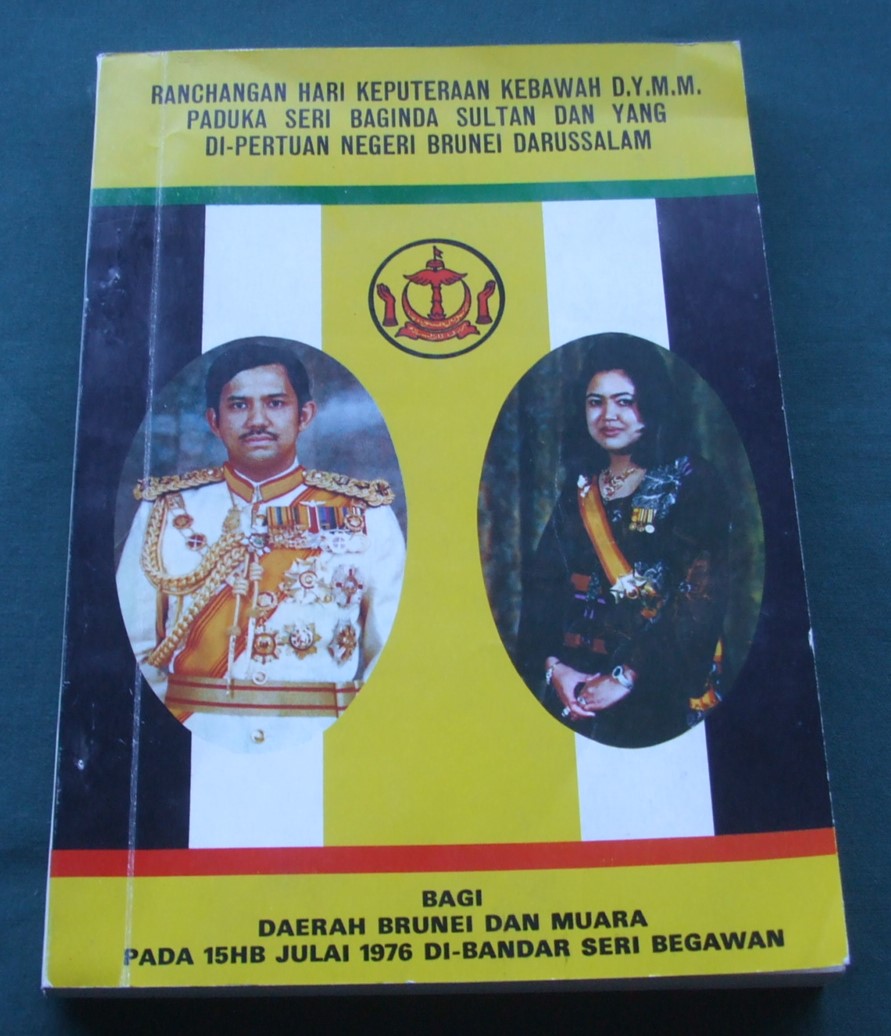 RANCHANGAN HARI KEPUTERAAN KEBAWAH D.Y.M.M.
PADUKA SERI BAGINDA SULTAN DAN YANG
DI-PERTUAN NEGERI BRUNEI DARUSSALAM
BAGI
DAERAH BRUNEI DAN MUARA
PADA 15HB JULAI 1976 DI-BANDAR SERI BEGAWAN